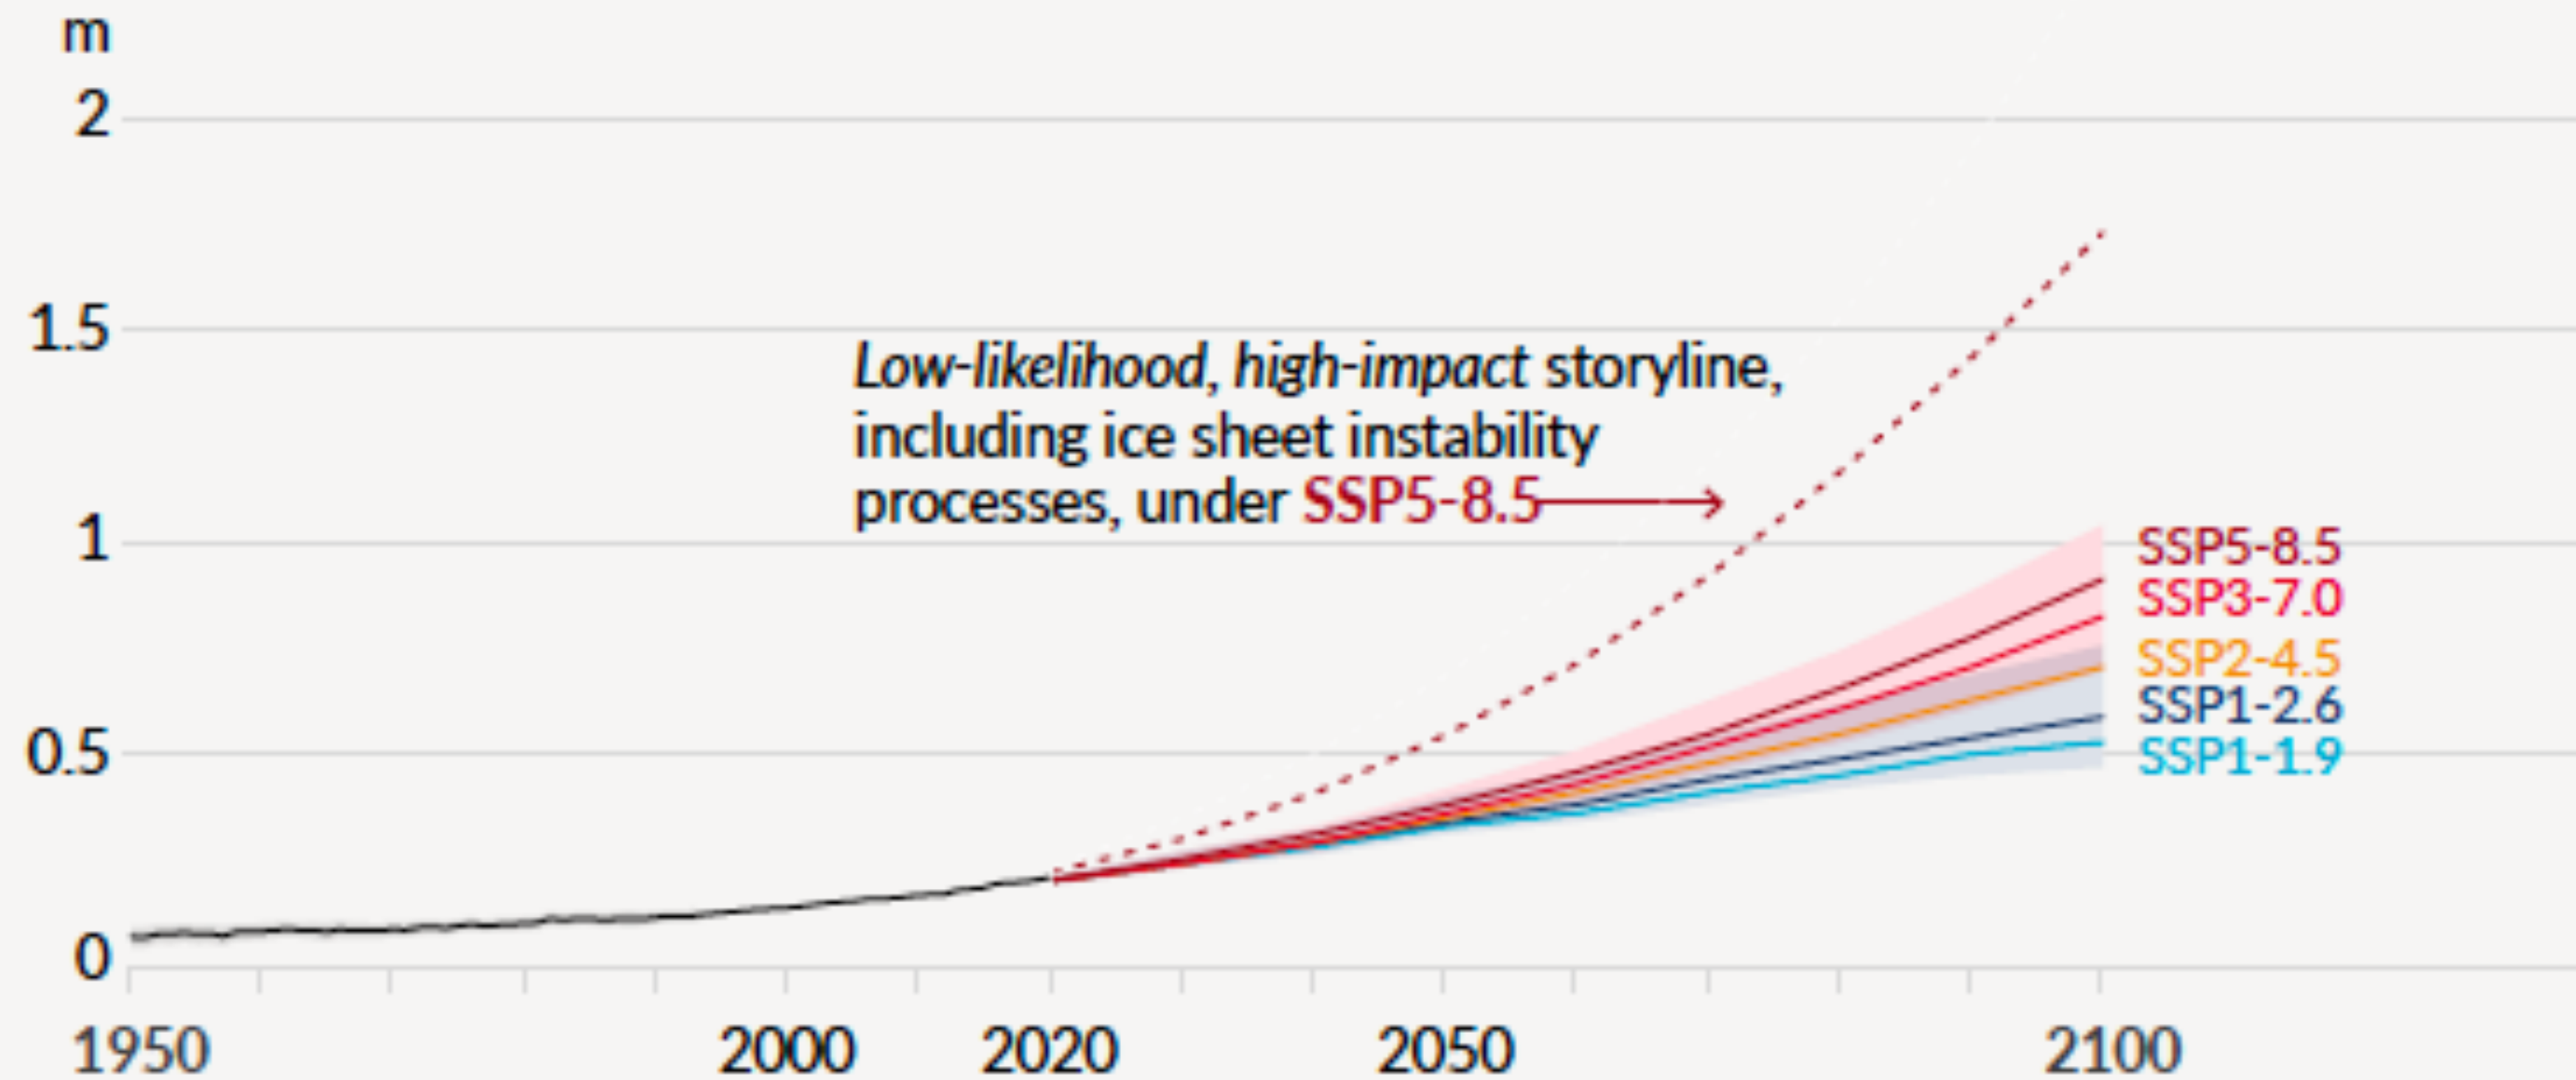 m
2
1.5
Low-likelihood, high-impact storyline,
including ice sheet instability
processes, under SSP5-8.5
1
SSP5-8.5
SSP3-7.0
SSP2-4.5
SSP1-2.6
0.5
SSP1-1.9
0
1950 2000 2020 2050 2100